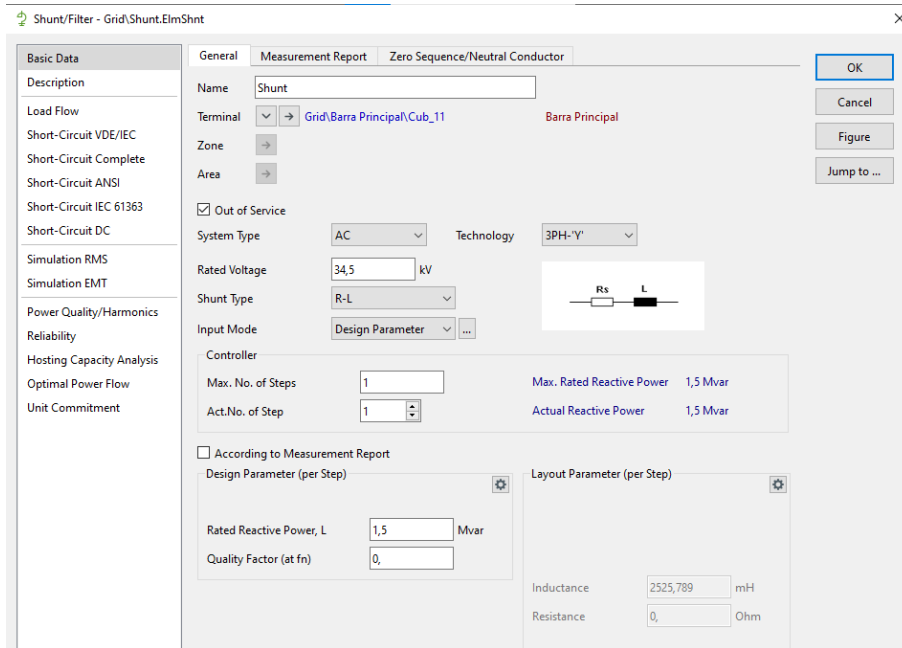 Shunt/Filter - Grid\Shunt.ElmShnt
Basic Data
Description
Load Flow
Short-Circuit VDE/IEC
Short-Circuit Complete
Short-Circuit ANSI
Short-Circuit IEC 61363
Short-Circuit DC
Simulation RMS
Simulation EMT
Power Quality/Harmonics
Reliability
Hosting Capacity Analysis
Optimal Power Flow
Unit Commitment
General Measurement Report Zero Sequence/Neutral Conductor
Name Shunt
Terminal Grid\Barra Principal\Cub_11 Barra Principal
Zone
Area
Out of Service
System Type AC Technology 3PH-'Y'
Rated Voltage 34,5 kV
Shunt Type R-L
Rs L
Input Mode Design Parameter ...
Controller
Max. No. of Steps 1 Max. Rated Reactive Power 1,5 Mvar
Act.No. of Step 1 Actual Reactive Power 1,5 Mvar
According to Measurement Report
Design Parameter (per Step)
Rated Reactive Power, L 1,5 Mvar
Quality Factor (at fn) 0,
Layout Parameter (per Step)
Inductance 2525,789 mH
Resistance 0, Ohm
OK
Cancel
Figure
Jump to ...